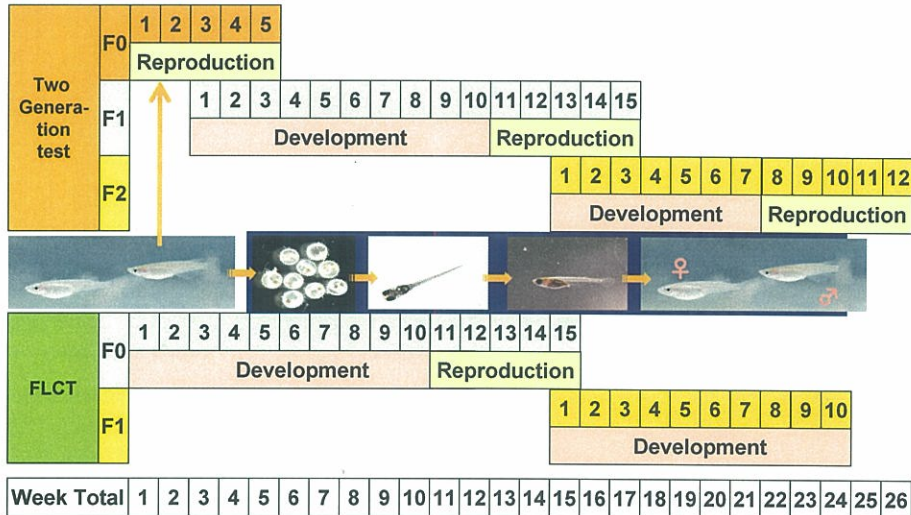 Two
Genera-
tion
test
F0
1 2 3 4 5
Reproduction
F1
1 2 3 4 5 6 7 8 9 10 11 12 13 14 15
Development Reproduction
F2
1 2 3 4 5 6 7 8 9 10 11 12
Development Reproduction
♀
♂
FLCT
F0
1 2 3 4 5 6 7 8 9 10 11 12 13 14 15
Development Reproduction
F1
1 2 3 4 5 6 7 8 9 10
Development
Week Total 1 2 3 4 5 6 7 8 9 10 11 12 13 14 15 16 17 18 19 20 21 22 23 24 25 26